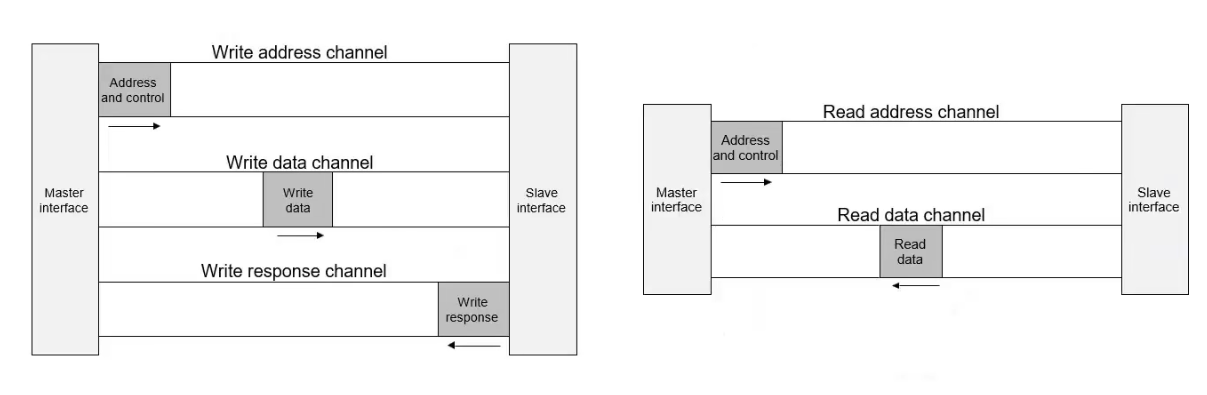 Write address channel
Address
and control
Write data channel
Master
interface
Write
data
Slave
interface
Write response channel
Write
response
Read address channel
Address
and control
Master
interface
Slave
interface
Read data channel
Read
data